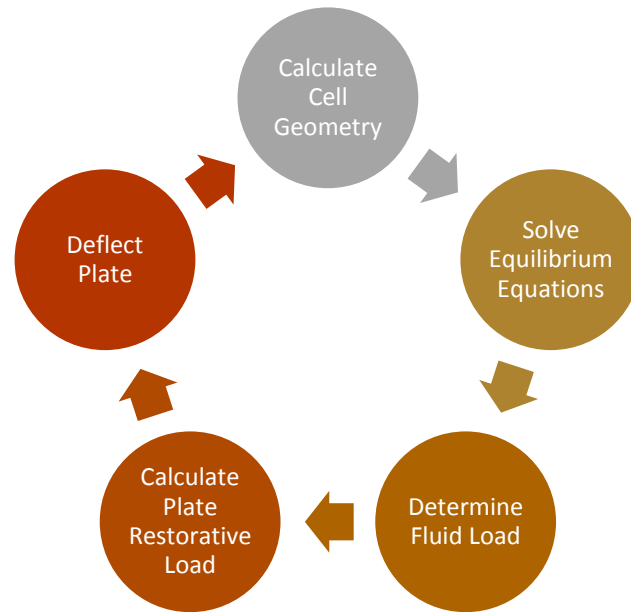 Calculate
Cell
Geometry
Solve
Equilibrium
Equations
Determine
Fluid Load
Calculate
Plate
Restorative
Load
Deflect
Plate